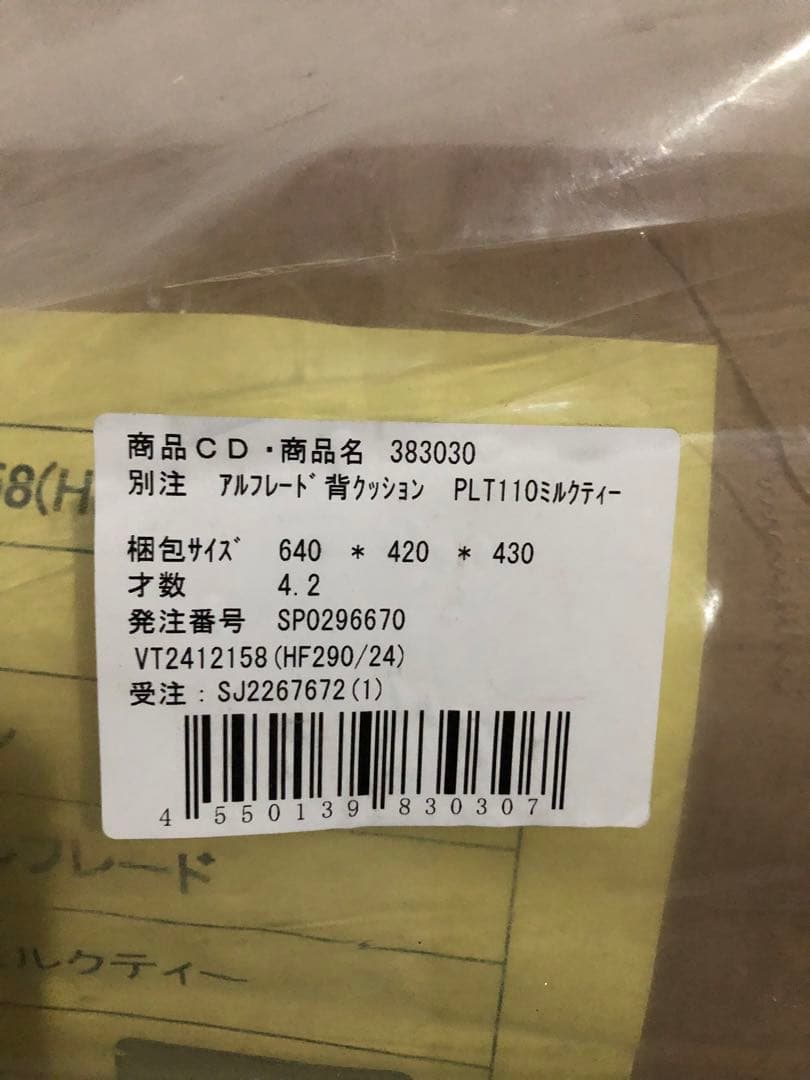 商品ＣＤ・商品名 383030
別注 ｱﾙﾌﾚｰﾄﾞ背ｸｯｼｮﾝ PLT110ﾐﾙｸﾃｨｰ
梱包ｻｲｽﾞ 640 * 420 * 430
才数 4.2
発注番号 SP0296670
VT2412158(HF290/24)
受注：SJ2267672(1)
4 550139 830307
58(H
フレード
ルクティー